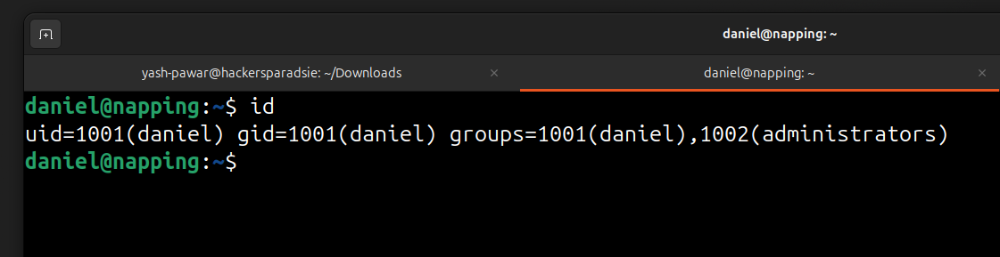 daniel@napping: ~
yash-pawar@hackersparadsie: ~/Downloads × daniel@napping: ~ ×
daniel@napping:~$ id
uid=1001(daniel) gid=1001(daniel) groups=1001(daniel),1002(administrators)
daniel@napping:~$